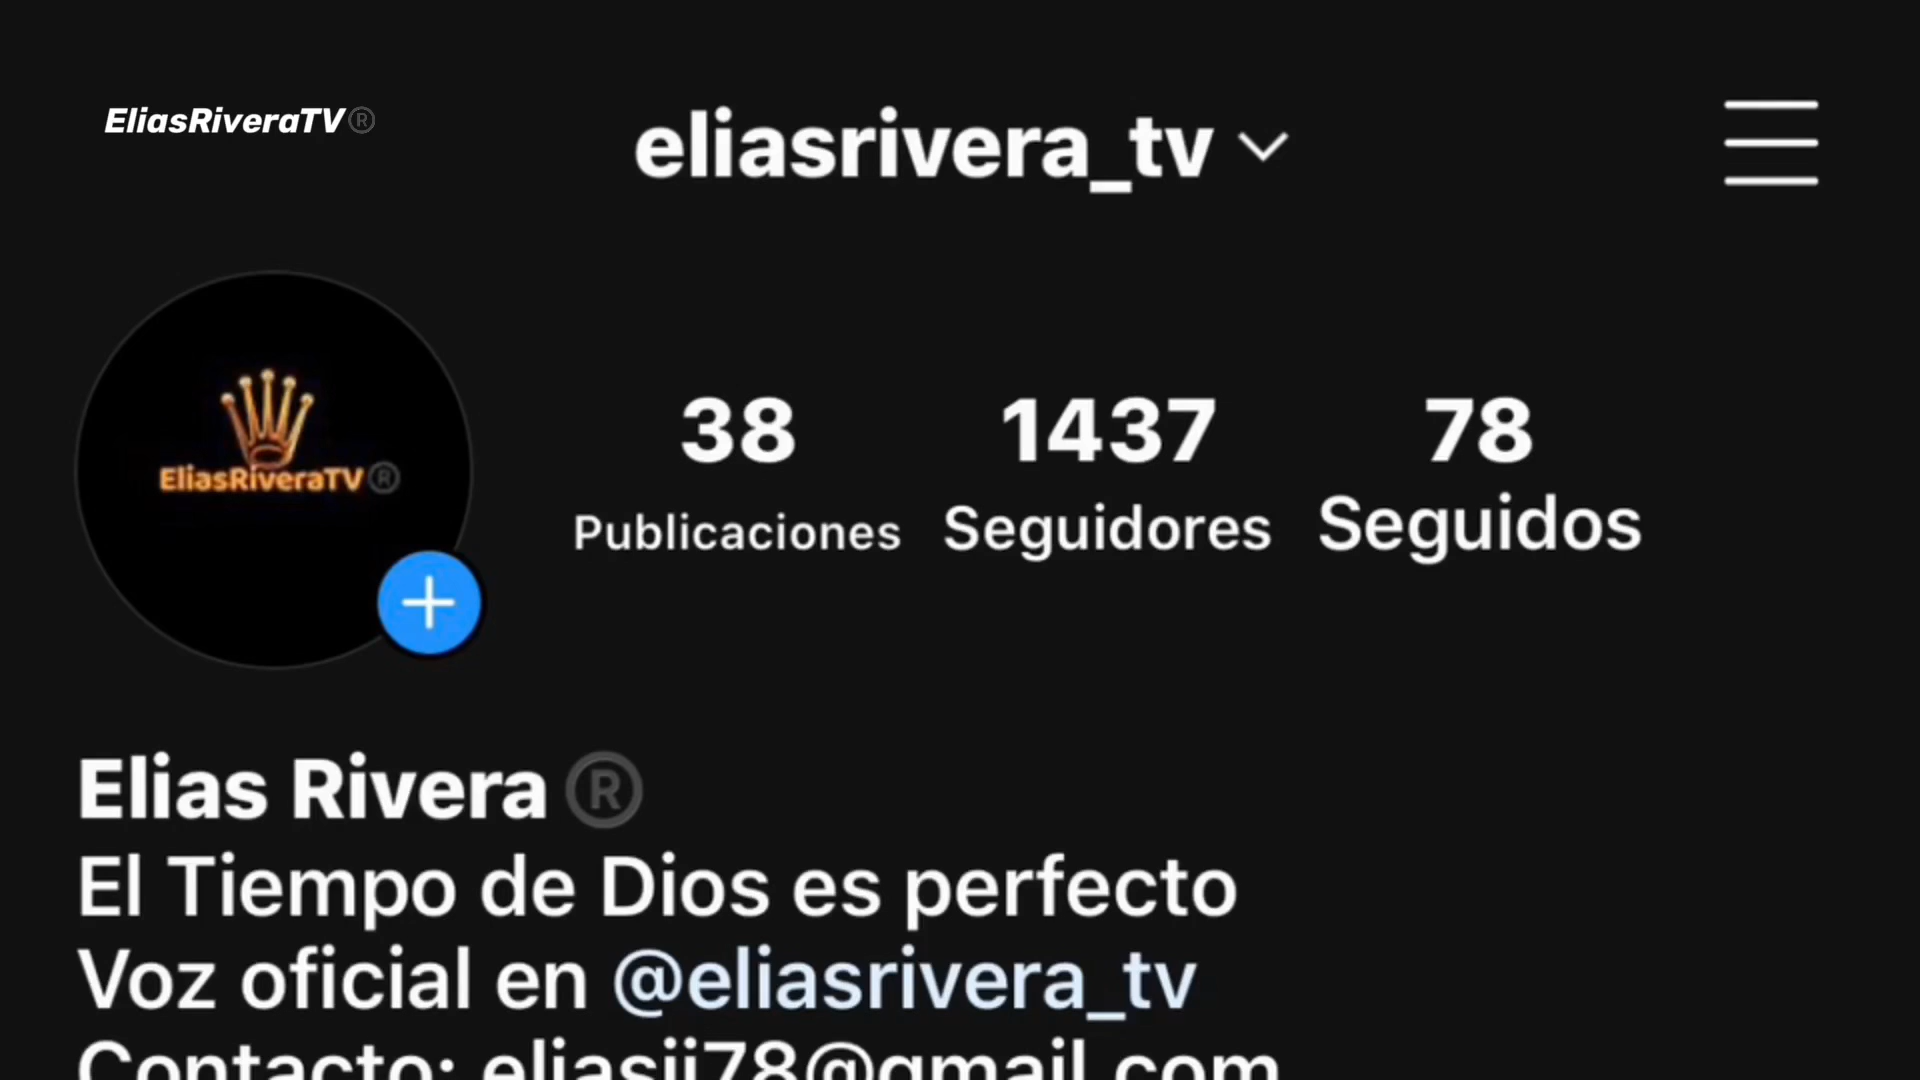 EliasRiveraTV®
eliasrivera_tv
EliasRiveraTV®
38 1437 78
Publicaciones Seguidores Seguidos
Elias Rivera ®
El Tiempo de Dios es perfecto
Voz oficial en @eliasrivera_tv
Contacto: